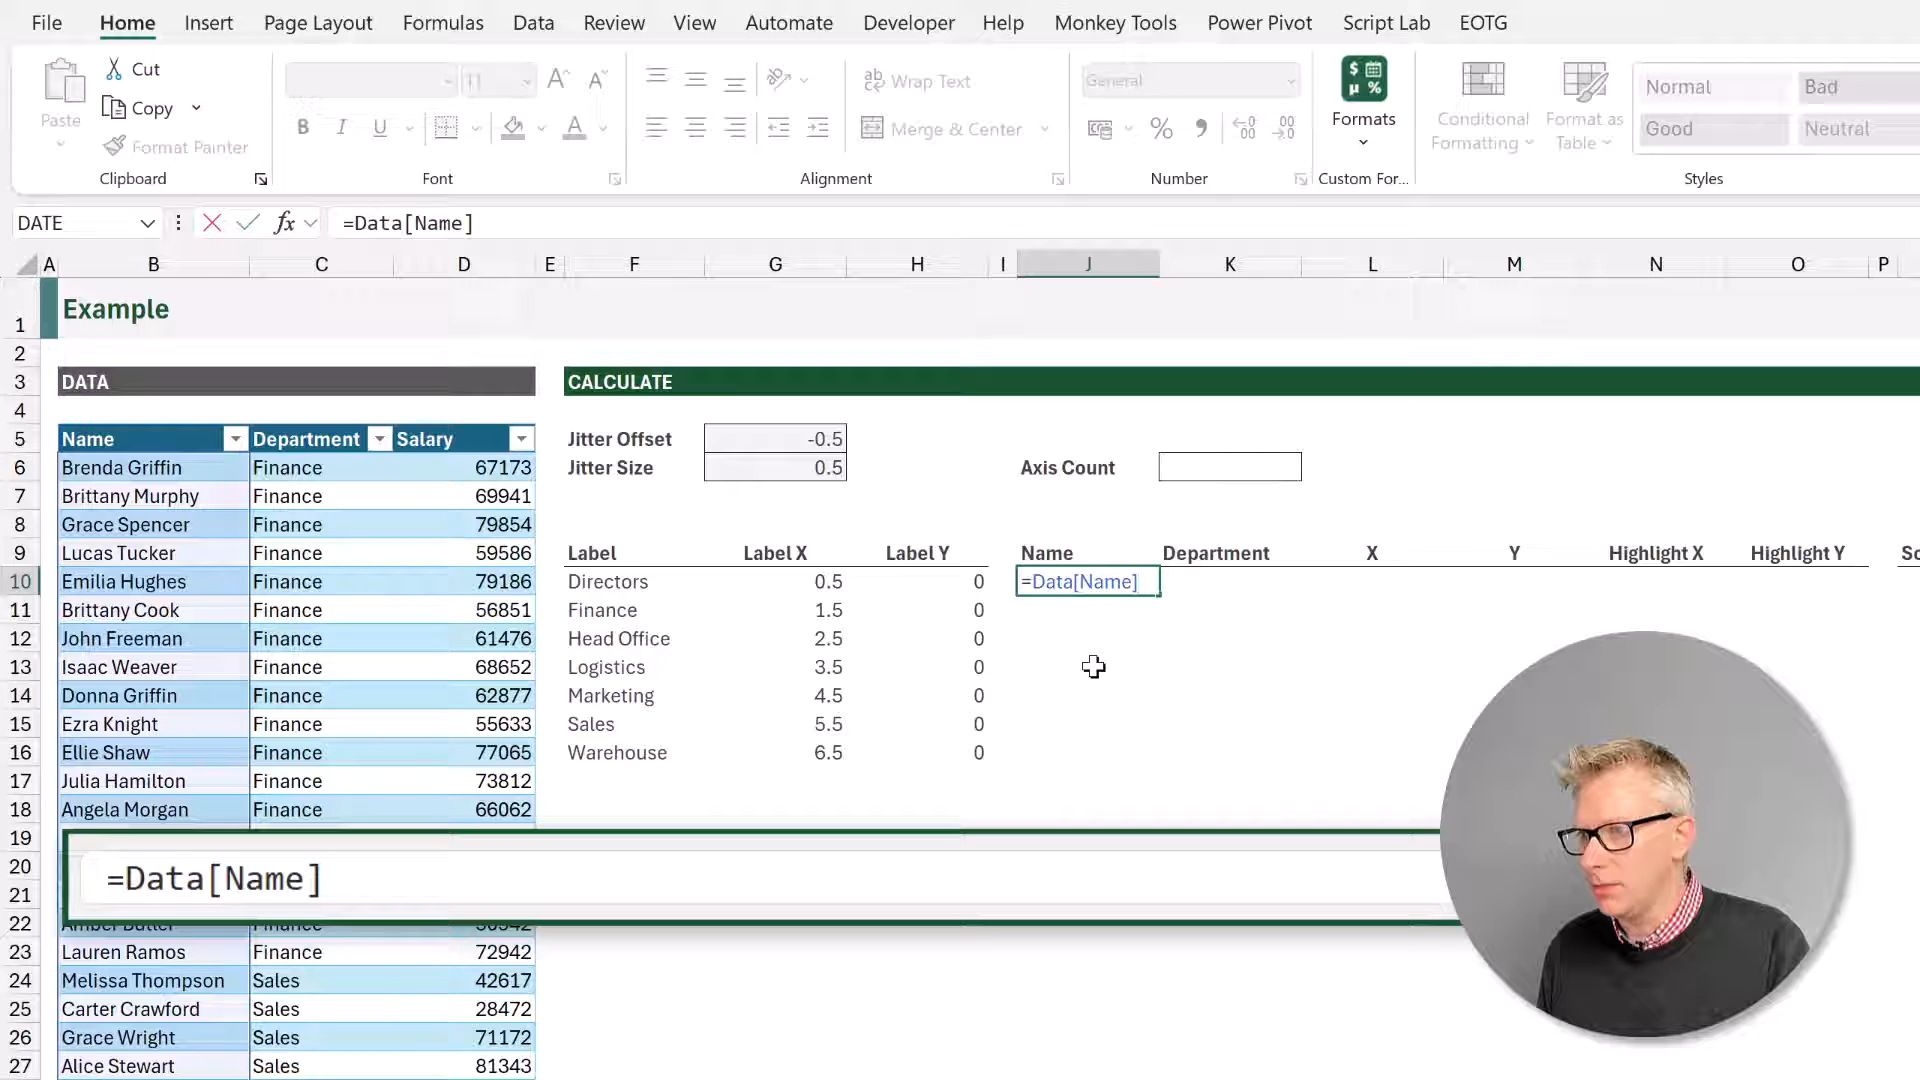 File Home Insert Page Layout Formulas Data Review View Automate Developer Help Monkey Tools Power Pivot Script Lab EOTG
Paste Cut Copy Format Painter Clipboard
11 B I U Font
ab Wrap Text Merge & Center Alignment
General % Number
$ µ % Formats Custom For...
Conditional Formatting Format as Table
Normal Bad
Good Neutral
Styles
DATE fx =Data[Name]
A B C D E F G H I J K L M N O P
1 Example
2
3 DATA CALCULATE
4
5 Name Department Salary Jitter Offset -0.5
6 Brenda Griffin Finance 67173 Jitter Size 0.5 Axis Count
7 Brittany Murphy Finance 69941
8 Grace Spencer Finance 79854
9 Lucas Tucker Finance 59586 Label Label X Label Y Name Department X Y Highlight X Highlight Y
10 Emilia Hughes Finance 79186 Directors 0.5 0 =Data[Name]
11 Brittany Cook Finance 56851 Finance 1.5 0
12 John Freeman Finance 61476 Head Office 2.5 0
13 Isaac Weaver Finance 68652 Logistics 3.5 0
14 Donna Griffin Finance 62877 Marketing 4.5 0
15 Ezra Knight Finance 55633 Sales 5.5 0
16 Ellie Shaw Finance 77065 Warehouse 6.5 0
17 Julia Hamilton Finance 73812
18 Angela Morgan Finance 66062
19
20 =Data[Name]
21
22
23 Lauren Ramos Finance 72942
24 Melissa Thompson Sales 42617
25 Carter Crawford Sales 28472
26 Grace Wright Sales 71172
27 Alice Stewart Sales 81343